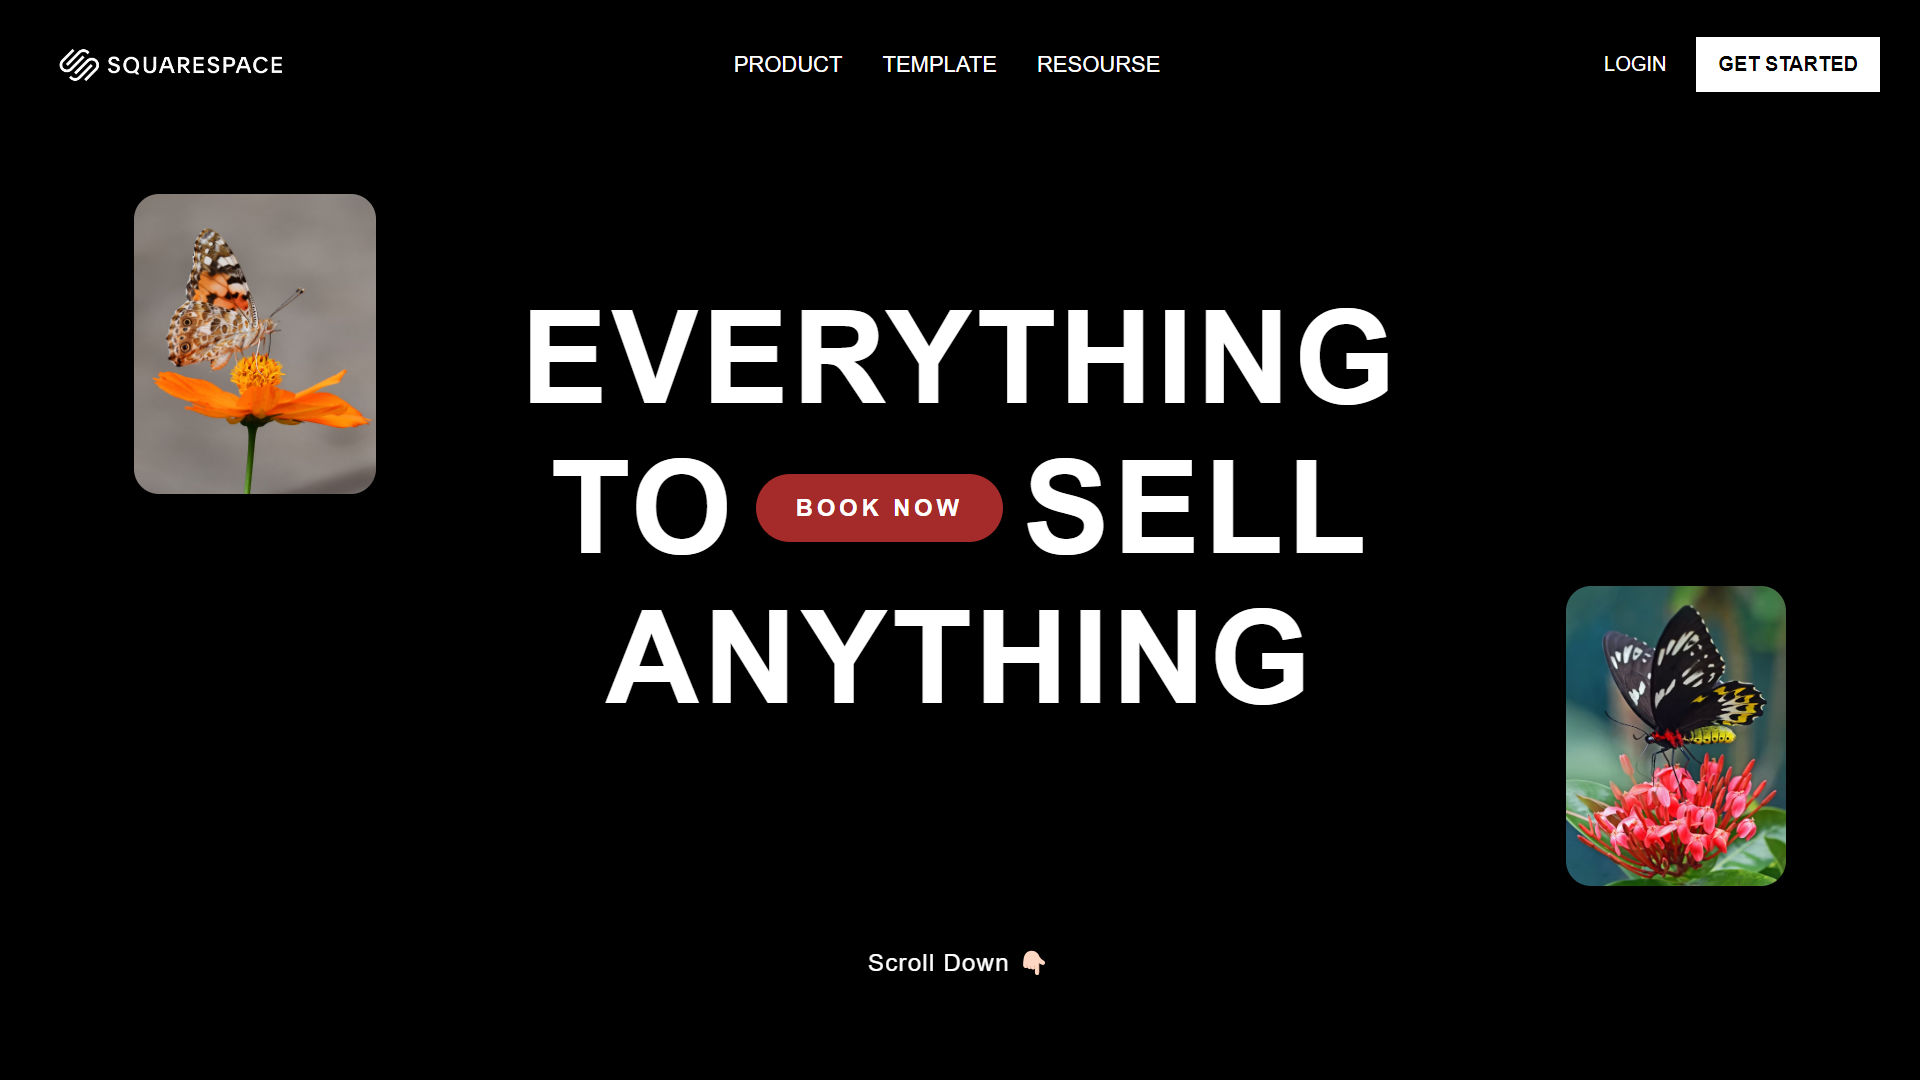 SQUARESPACE
PRODUCT TEMPLATE RESOURSE
LOGIN GET STARTED
EVERYTHING
TO BOOK NOW SELL
ANYTHING
Scroll Down 👇🏻